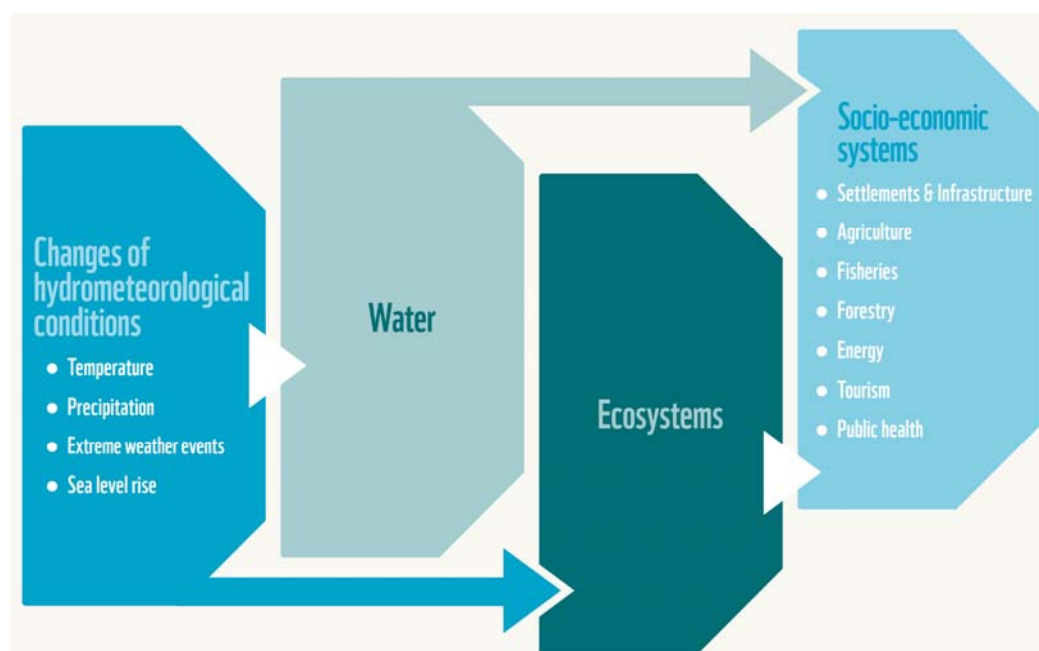 Changes of
hydrometeorological
conditions
Temperature
Precipitation
Extreme weather events
Sea level rise
Water
Ecosystems
Socio-economic
systems
Settlements & Infrastructure
Agriculture
Fisheries
Forestry
Energy
Tourism
Public health